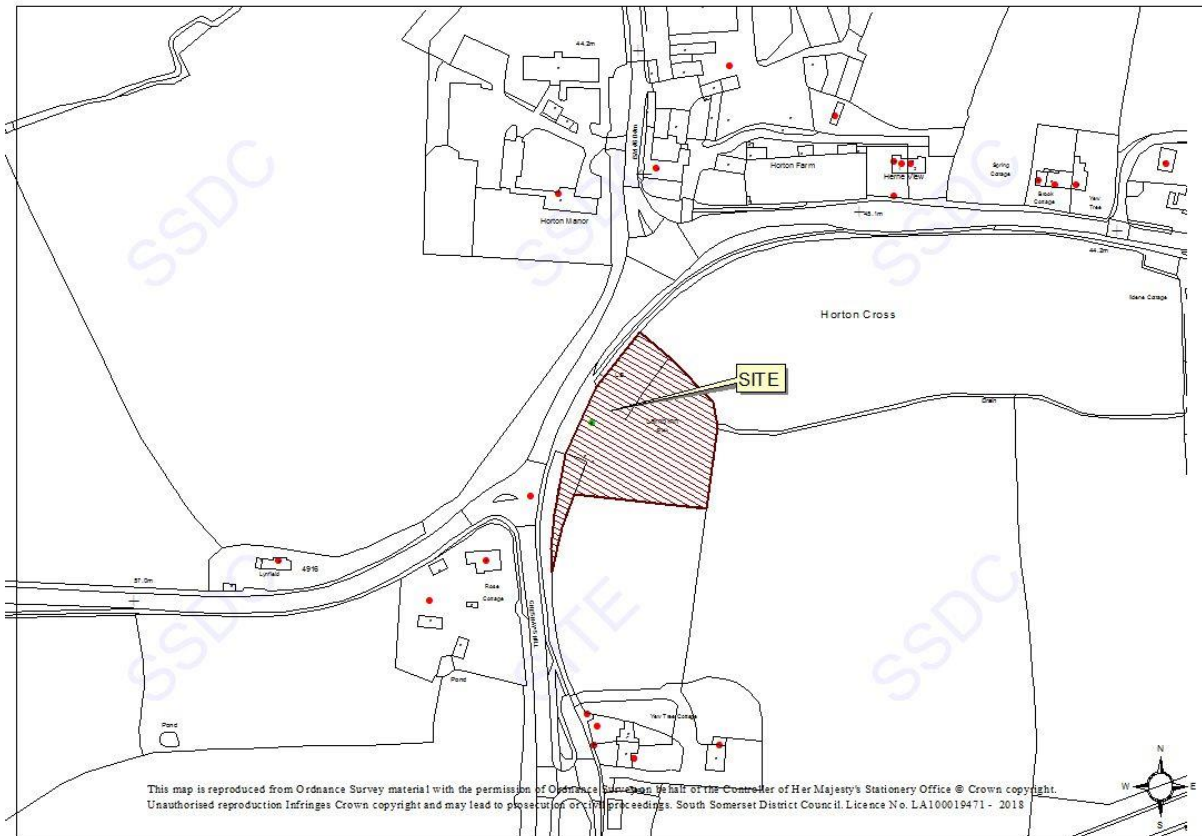 44.2m
Horton Farm
Herne View
Spring
Cottage
Brook
Cottage
Yew
Tree
Horton Manor
45.1m
44.2m
Horton Cross
SITE
Drain
57.0m
Lynfield
4916
Rose
Cottage
Pond
Pond
Yew Tree Cottage
SSDC
SSDC
SSDC
SSDC
SITE
SSDC
N
W
E
S
This map is reproduced from Ordnance Survey material with the permission of Ordnance Survey on behalf of the Controller of Her Majesty's Stationery Office © Crown copyright.
Unauthorised reproduction Infringes Crown copyright and may lead to prosecution or civil proceedings. South Somerset District Council. Licence No. LA100019471 - 2018